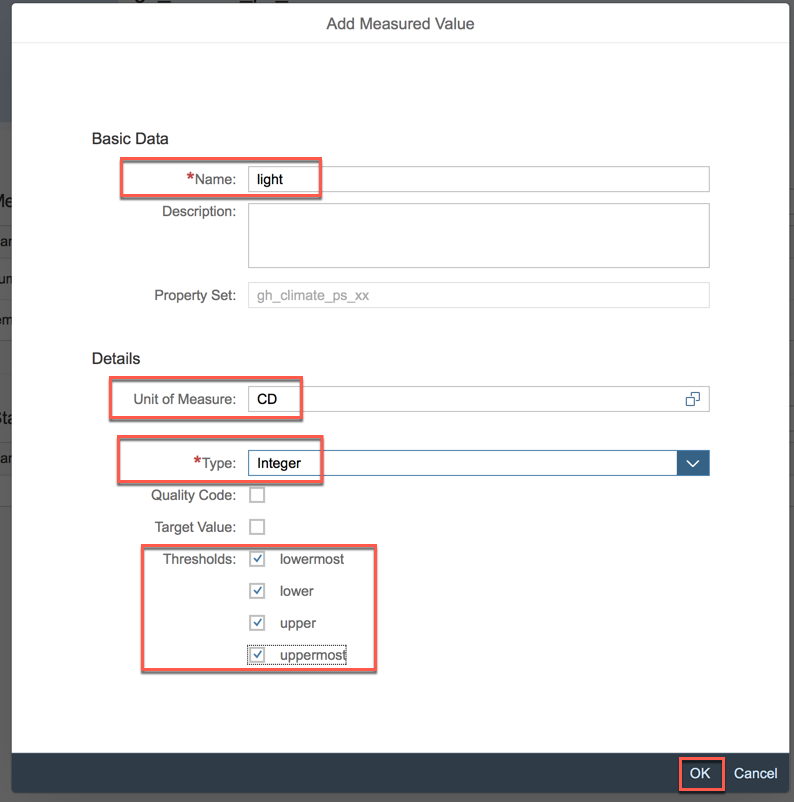 Add Measured Value
Basic Data
*Name: light
Description:
Property Set: gh_climate_ps_xx
Details
Unit of Measure: CD
*Type: Integer
Quality Code:
Target Value:
Thresholds: lowermost
lower
upper
uppermost
OK Cancel